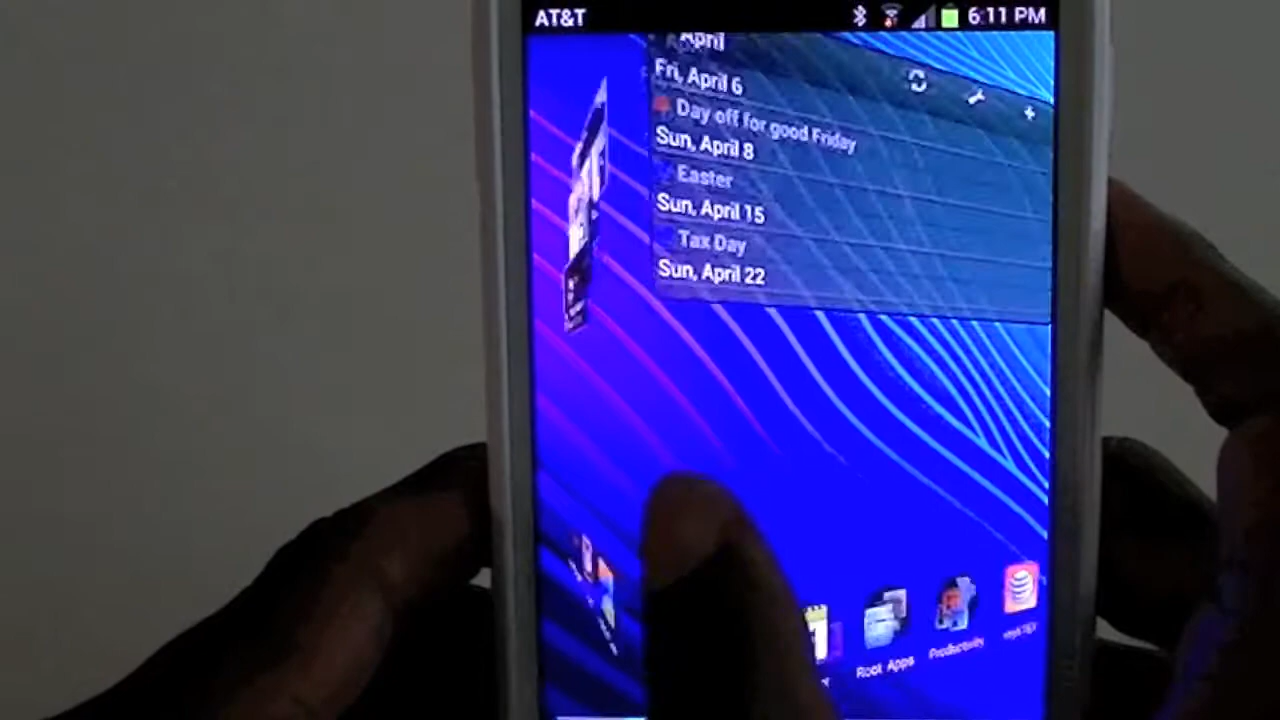 AT&T 6:11 PM
April
Fri, April 6
Day off for good Friday
Sun, April 8
Easter
Sun, April 15
Tax Day
Sun, April 22
Root Apps
Productivity
myAT&T